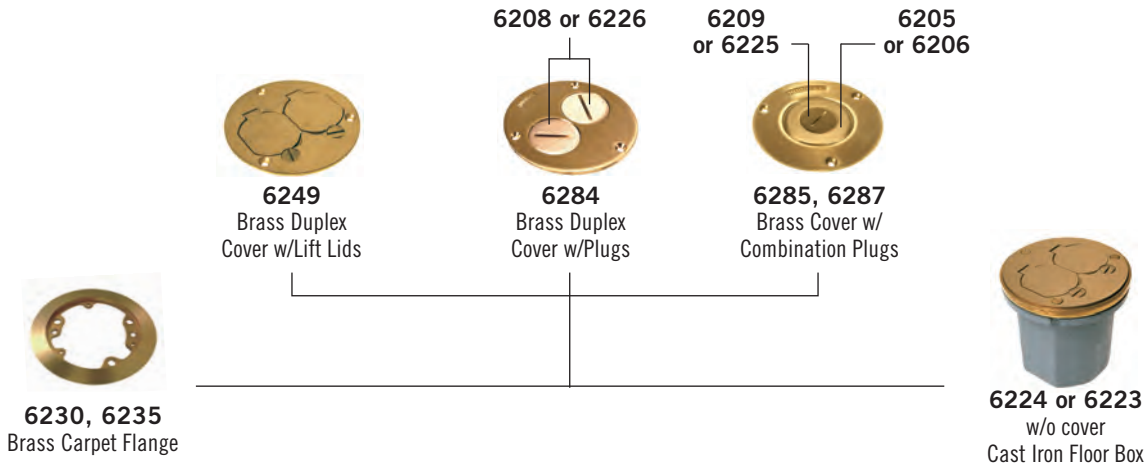 6208 or 6226
6209
or 6225
6205
or 6206
6249
Brass Duplex
Cover w/Lift Lids
6284
Brass Duplex
Cover w/Plugs
6285, 6287
Brass Cover w/
Combination Plugs
6230, 6235
Brass Carpet Flange
6224 or 6223
w/o cover
Cast Iron Floor Box